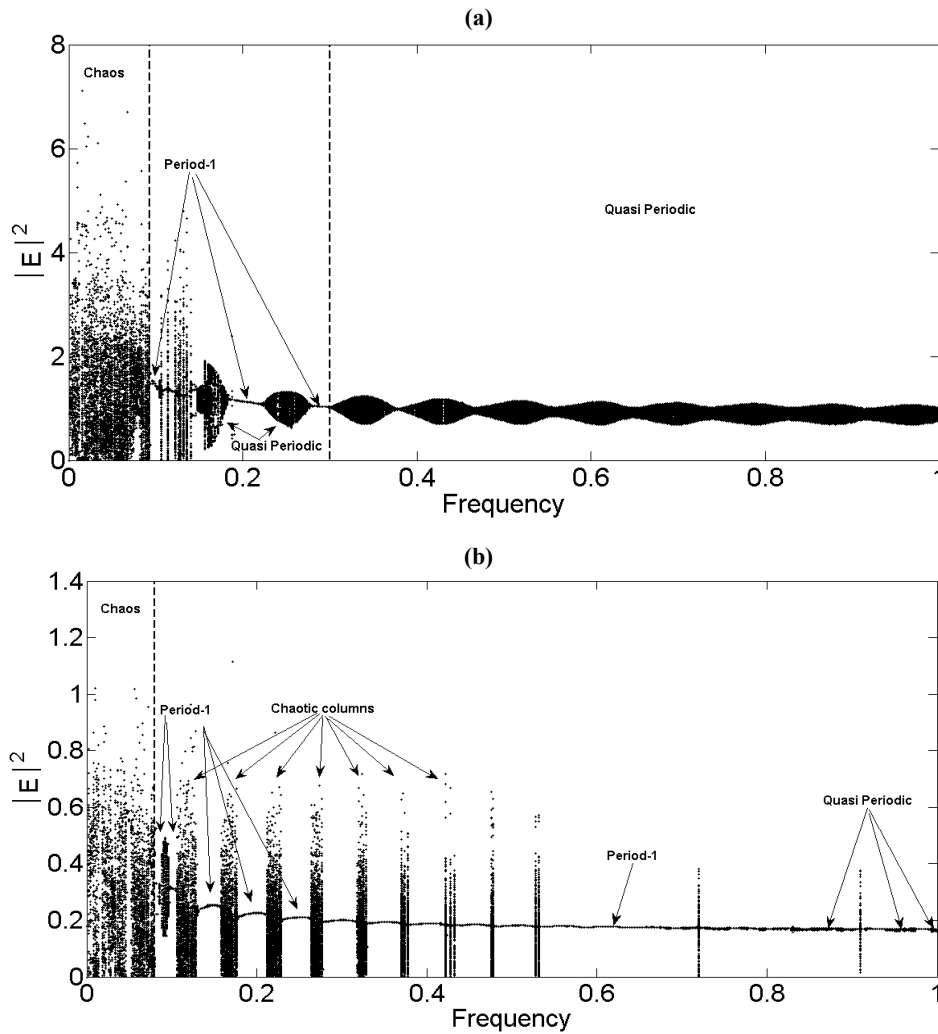 (a)
8
6
4
2
0
|E|²
Chaos
Period-1
Quasi Periodic
Quasi Periodic
0 0.2 0.4 0.6 0.8 1
Frequency
(b)
1.4
1.2
1
0.8
0.6
0.4
0.2
0
|E|²
Chaos
Period-1
Chaotic columns
Quasi Periodic
Period-1
0 0.2 0.4 0.6 0.8 1
Frequency